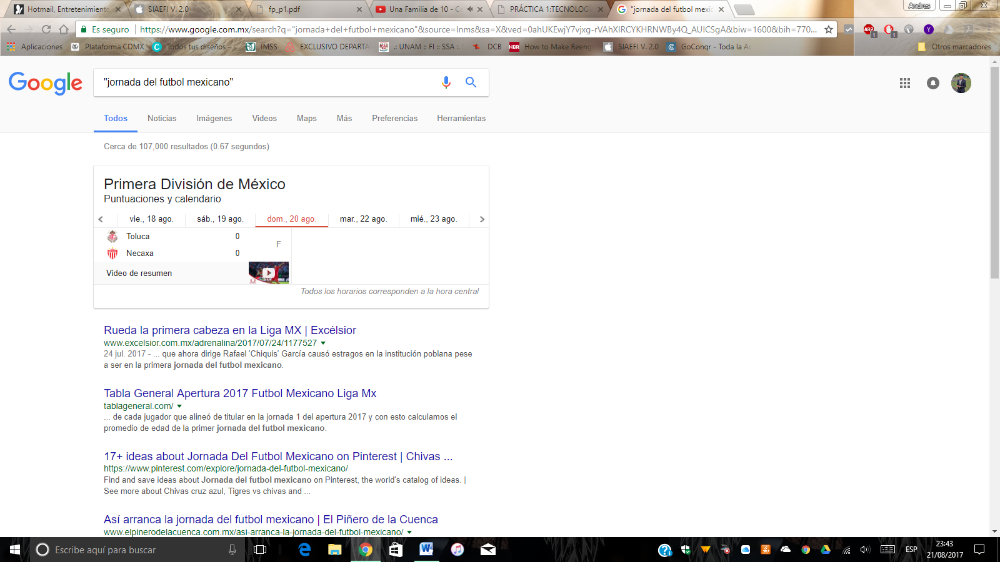 Hotmail, Entretenimiento
SIAEFI V. 2.0
fp_p1.pdf
Una Familia de 10 - C
PRÁCTICA 1:TECNOLOG
"jornada del futbol mexic
Andres
Es seguro
https://www.google.com.mx/search?q="jornada+del+futbol+mexicano"&source=lnms&sa=X&ved=0ahUKEwjY7vjxg-rVAhXIRCYKHRNWBy4Q_AUICSgA&biw=1600&bih=770...
ABP
1
1
Y
Aplicaciones
Plataforma CDMX
Todos tus diseños –
IMSS
EXCLUSIVO DEPARTA
.: UNAM :: FI :: SSA :.
DCB
HBR
How to Make Reengi
SIAEFI V. 2.0
GoConqr - Toda la Ac
Otros marcadores
Google
"jornada del futbol mexicano"
Todos
Noticias
Imágenes
Videos
Maps
Más
Preferencias
Herramientas
Cerca de 107,000 resultados (0.67 segundos)
Primera División de México
Puntuaciones y calendario
vie., 18 ago.
sáb., 19 ago.
dom., 20 ago.
mar., 22 ago.
mié., 23 ago.
Toluca 0
F
Necaxa 0
Video de resumen
Todos los horarios corresponden a la hora central
Rueda la primera cabeza en la Liga MX | Excélsior
www.excelsior.com.mx/adrenalina/2017/07/24/1177527
24 jul. 2017 - ... que ahora dirige Rafael 'Chiquis' García causó estragos en la institución poblana pese
a ser en la primera jornada del futbol mexicano.
Tabla General Apertura 2017 Futbol Mexicano Liga Mx
tablageneral.com/
... de cada jugador que alineó de titular en la jornada 1 del apertura 2017 y con esto calculamos el
promedio de edad de la primer jornada del futbol mexicano.
17+ ideas about Jornada Del Futbol Mexicano on Pinterest | Chivas ...
https://www.pinterest.com/explore/jornada-del-futbol-mexicano/
Find and save ideas about Jornada del futbol mexicano on Pinterest, the world's catalog of ideas. |
See more about Chivas cruz azul, Tigres vs chivas and ...
Así arranca la jornada del futbol mexicano | El Piñero de la Cuenca
www.elpinerodelacuenca.com.mx/asi-arranca-la-jornada-del-futbol-mexicano/
Escribe aquí para buscar
ESP
23:43
21/08/2017